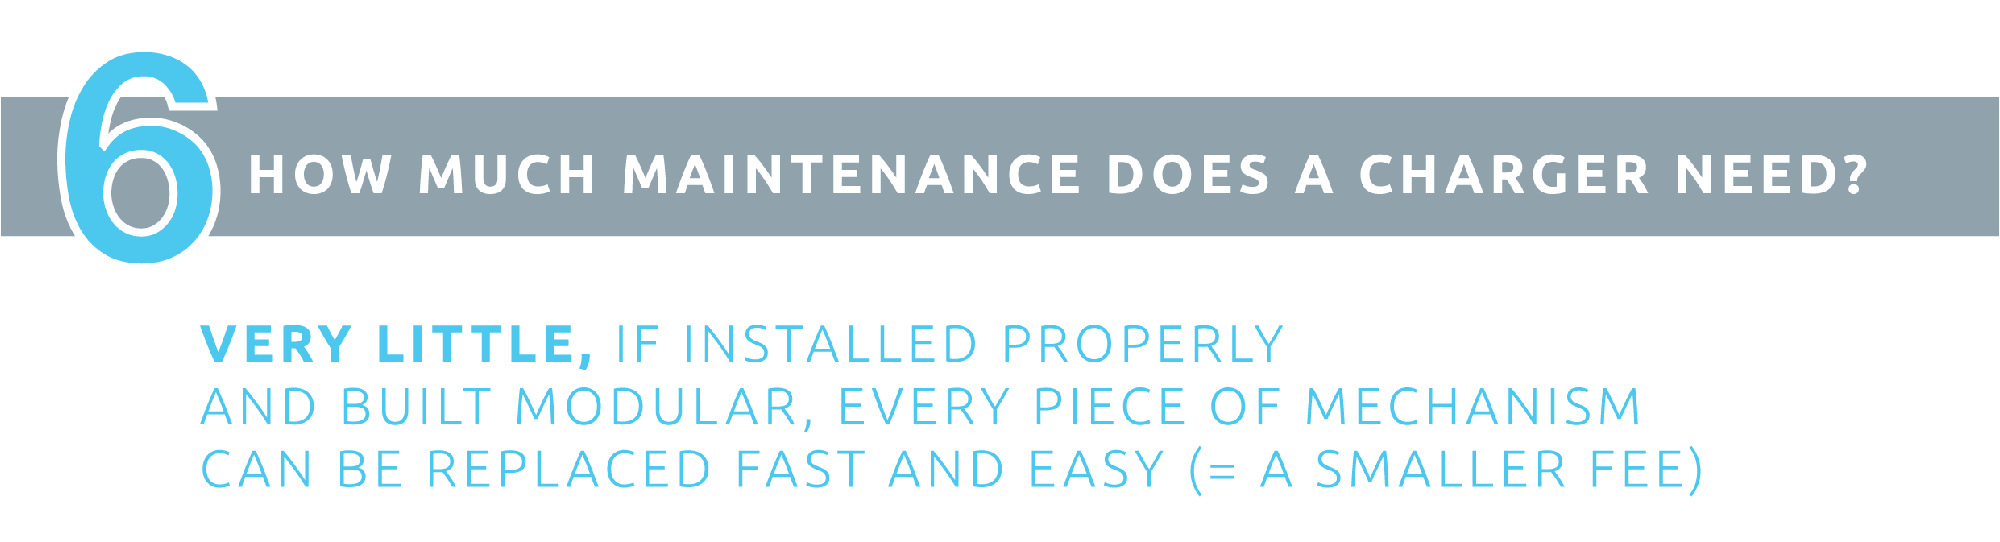 6 HOW MUCH MAINTENANCE DOES A CHARGER NEED?
VERY LITTLE, IF INSTALLED PROPERLY
AND BUILT MODULAR, EVERY PIECE OF MECHANISM
CAN BE REPLACED FAST AND EASY (= A SMALLER FEE)